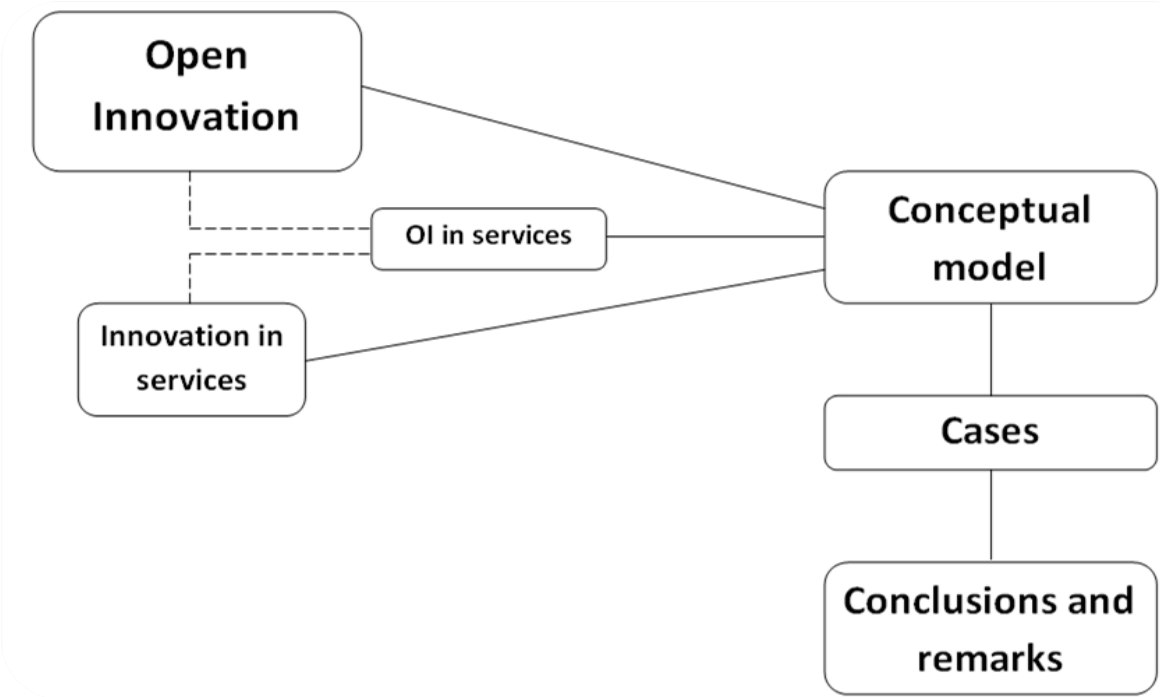 Open
Innovation
OI in services
Innovation in
services
Conceptual
model
Cases
Conclusions and
remarks